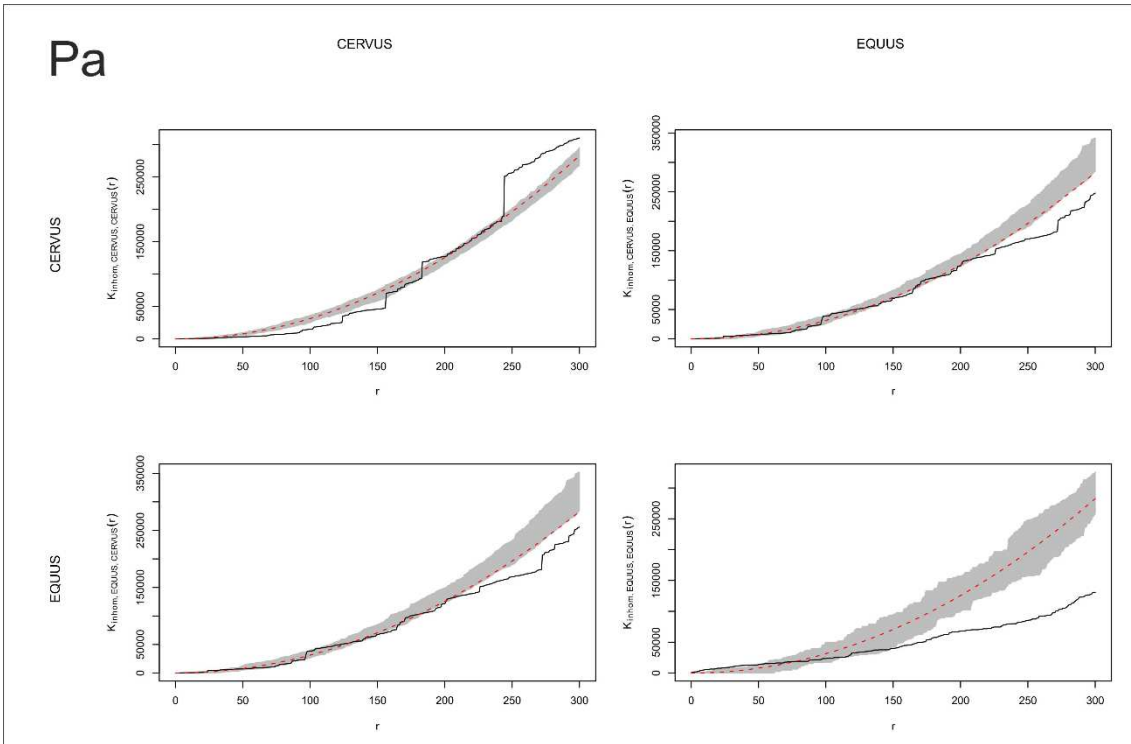 Pa
CERVUS
EQUUS
CERVUS
K inhom, CERVUS, CERVUS (r)
0
50000
150000
250000
0 50 100 150 200 250 300
r
K inhom, CERVUS, EQUUS (r)
0
50000
150000
250000
350000
0 50 100 150 200 250 300
r
EQUUS
K inhom, EQUUS, CERVUS (r)
0
50000
150000
250000
350000
0 50 100 150 200 250 300
r
K inhom, EQUUS, EQUUS (r)
0
50000
150000
250000
0 50 100 150 200 250 300
r